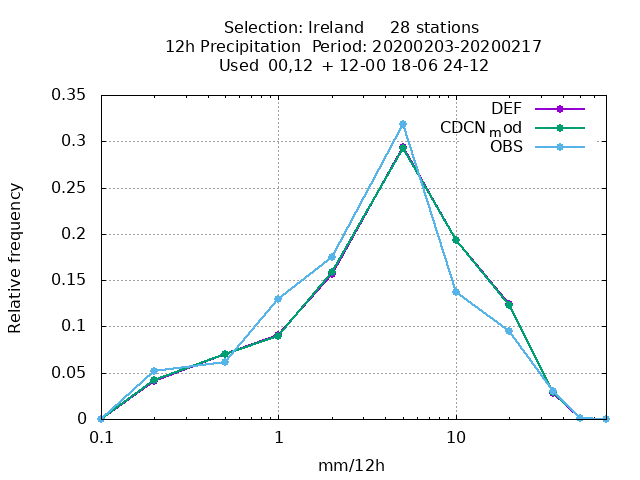 Selection: Ireland     28 stations
12h Precipitation  Period: 20200203-20200217
Used  00,12  + 12-00 18-06 24-12
0.35
0.3
0.25
0.2
0.15
0.1
0.05
0
0.1
1
10
Relative frequency
mm/12h
DEF
CDCNmod
OBS